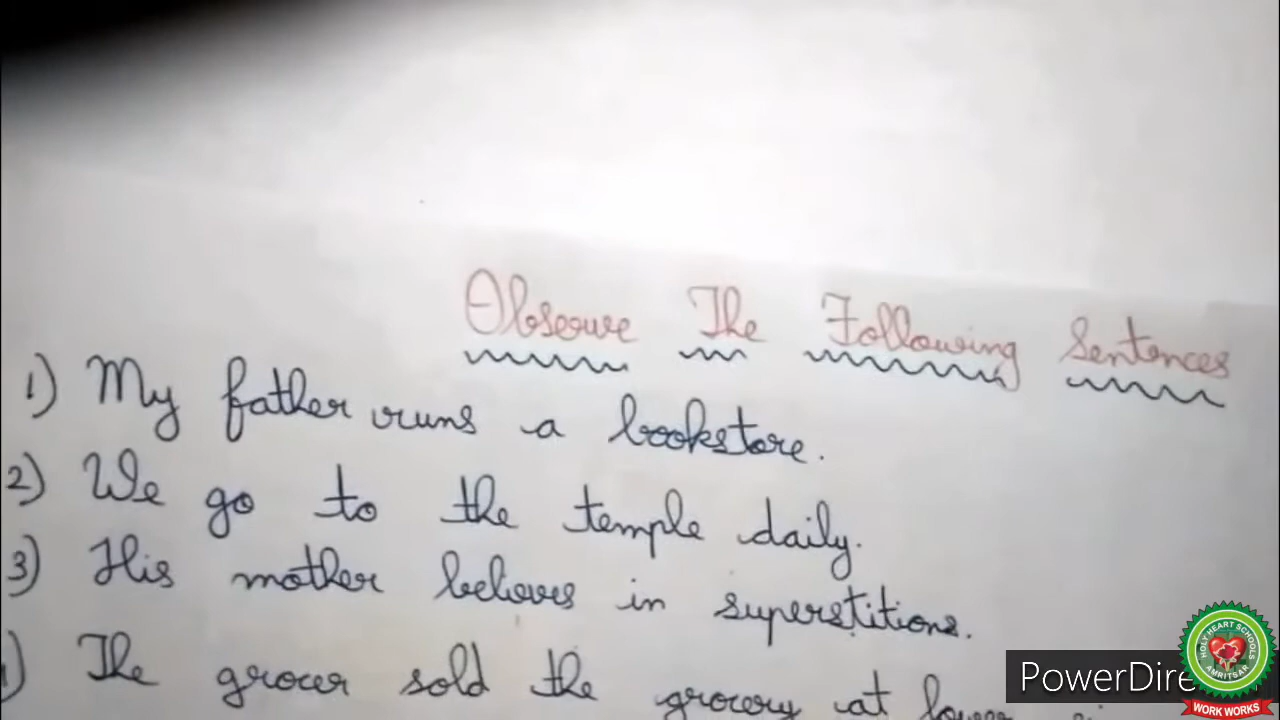 Observe The Following Sentences
1) My father runs a bookstore.
2) We go to the temple daily.
3) His mother believes in superstitions.
The grocer sold the grocery at lower
PowerDire
HOLY HEART SCHOOLS
AMRITSAR
WORK WORKS